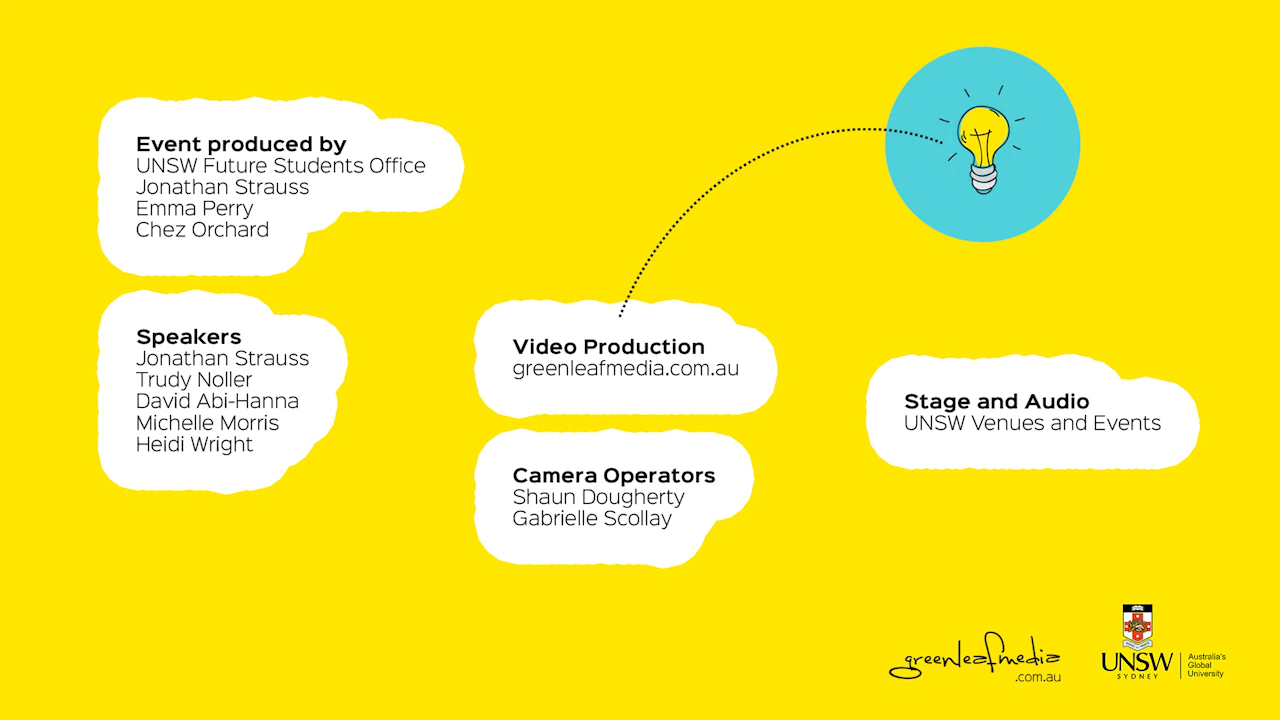 Event produced by
UNSW Future Students Office
Jonathan Strauss
Emma Perry
Chez Orchard
Speakers
Jonathan Strauss
Trudy Noller
David Abi-Hanna
Michelle Morris
Heidi Wright
Video Production
greenleafmedia.com.au
Camera Operators
Shaun Dougherty
Gabrielle Scollay
Stage and Audio
UNSW Venues and Events
greenleafmedia
.com.au
UNSW
SYDNEY
Australia's
Global
University